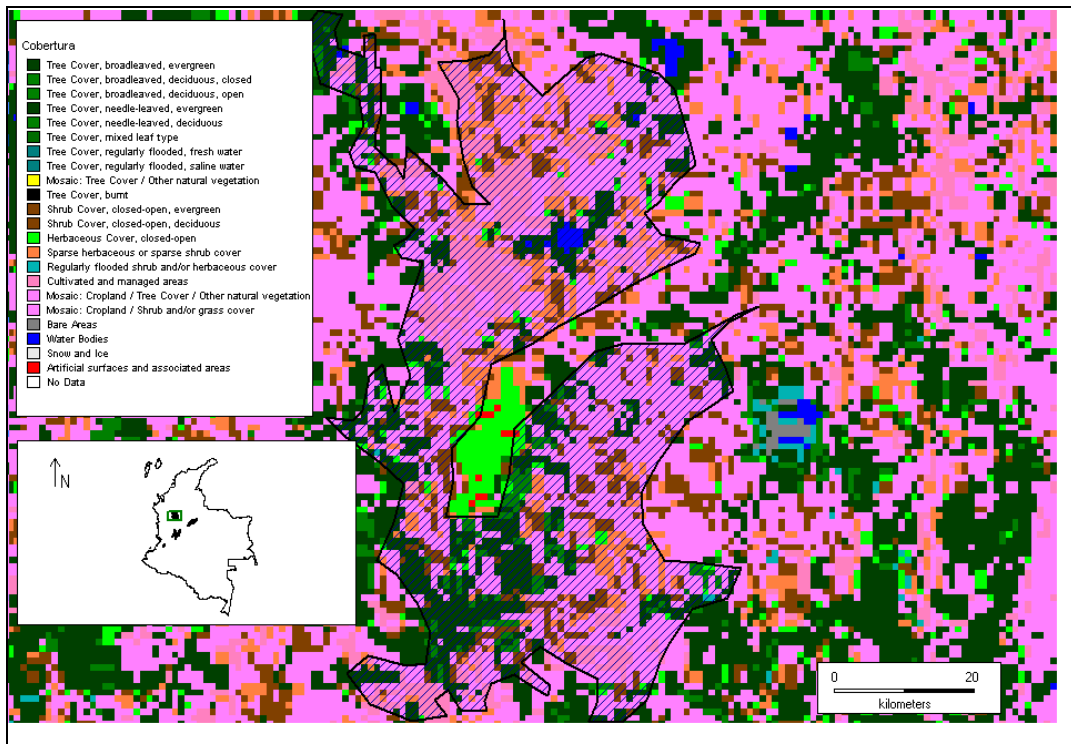 Cobertura
Tree Cover, broadleaved, evergreen
Tree Cover, broadleaved, deciduous, closed
Tree Cover, broadleaved, deciduous, open
Tree Cover, needle-leaved, evergreen
Tree Cover, needle-leaved, deciduous
Tree Cover, mixed leaf type
Tree Cover, regularly flooded, fresh water
Tree Cover, regularly flooded, saline water
Mosaic: Tree Cover / Other natural vegetation
Tree Cover, burnt
Shrub Cover, closed-open, evergreen
Shrub Cover, closed-open, deciduous
Herbaceous Cover, closed-open
Sparse herbaceous or sparse shrub cover
Regularly flooded shrub and/or herbaceous cover
Cultivated and managed areas
Mosaic: Cropland / Tree Cover / Other natural vegetation
Mosaic: Cropland / Shrub and/or grass cover
Bare Areas
Water Bodies
Snow and Ice
Artificial surfaces and associated areas
No Data
N
0 20
kilometers